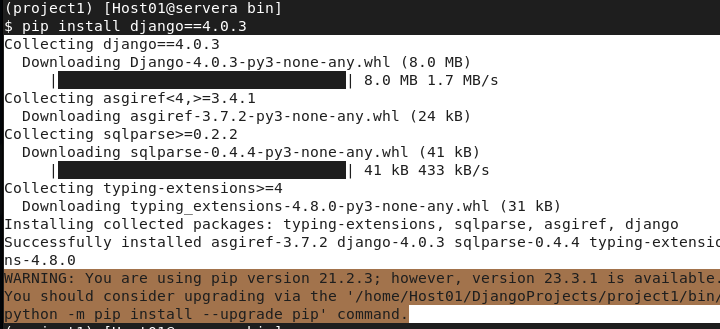 (project1) [Host01@servera bin]
$ pip install django==4.0.3
Collecting django==4.0.3
  Downloading Django-4.0.3-py3-none-any.whl (8.0 MB)
     |████████████████████████████████| 8.0 MB 1.7 MB/s
Collecting asgiref<4,>=3.4.1
  Downloading asgiref-3.7.2-py3-none-any.whl (24 kB)
Collecting sqlparse>=0.2.2
  Downloading sqlparse-0.4.4-py3-none-any.whl (41 kB)
     |████████████████████████████████| 41 kB 433 kB/s
Collecting typing-extensions>=4
  Downloading typing_extensions-4.8.0-py3-none-any.whl (31 kB)
Installing collected packages: typing-extensions, sqlparse, asgiref, django
Successfully installed asgiref-3.7.2 django-4.0.3 sqlparse-0.4.4 typing-extensio
ns-4.8.0
WARNING: You are using pip version 21.2.3; however, version 23.3.1 is available.
You should consider upgrading via the '/home/Host01/DjangoProjects/project1/bin/
python -m pip install --upgrade pip' command.
(project1) [Host01@servera bin]